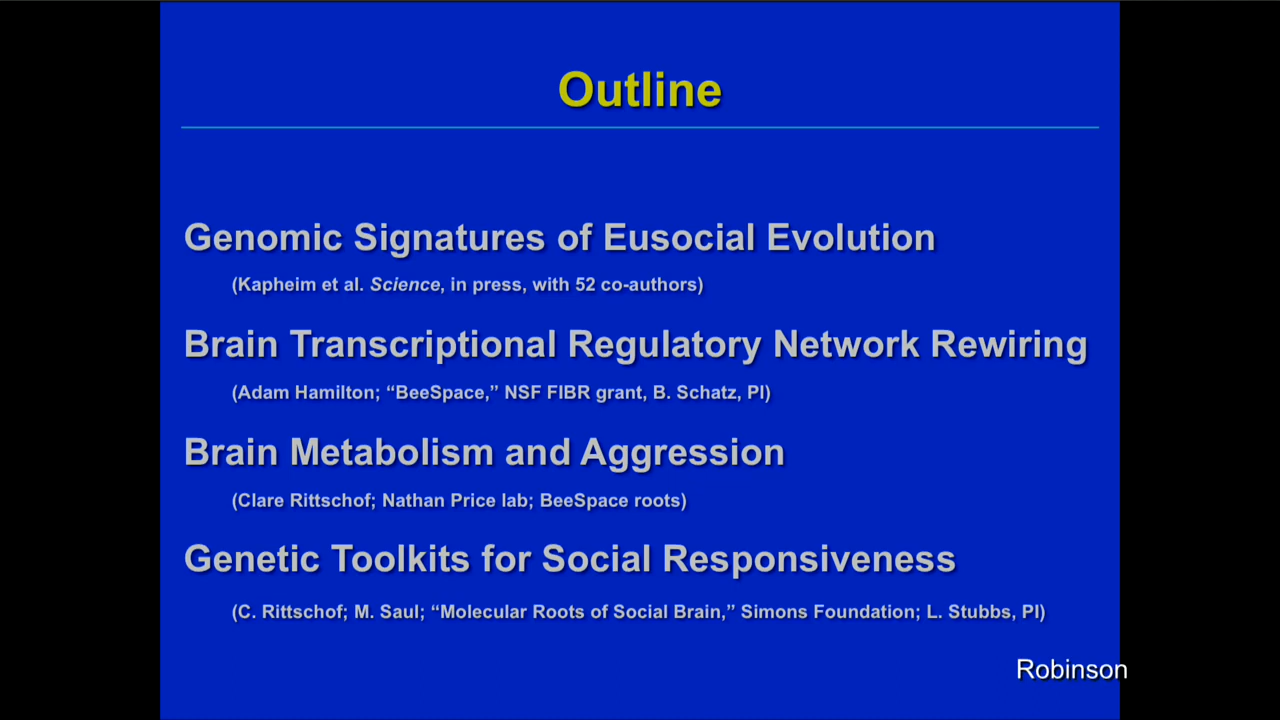 Outline
Genomic Signatures of Eusocial Evolution
(Kapheim et al. Science, in press, with 52 co-authors)
Brain Transcriptional Regulatory Network Rewiring
(Adam Hamilton; “BeeSpace,” NSF FIBR grant, B. Schatz, PI)
Brain Metabolism and Aggression
(Clare Rittschof; Nathan Price lab; BeeSpace roots)
Genetic Toolkits for Social Responsiveness
(C. Rittschof; M. Saul; “Molecular Roots of Social Brain,” Simons Foundation; L. Stubbs, PI)
Robinson